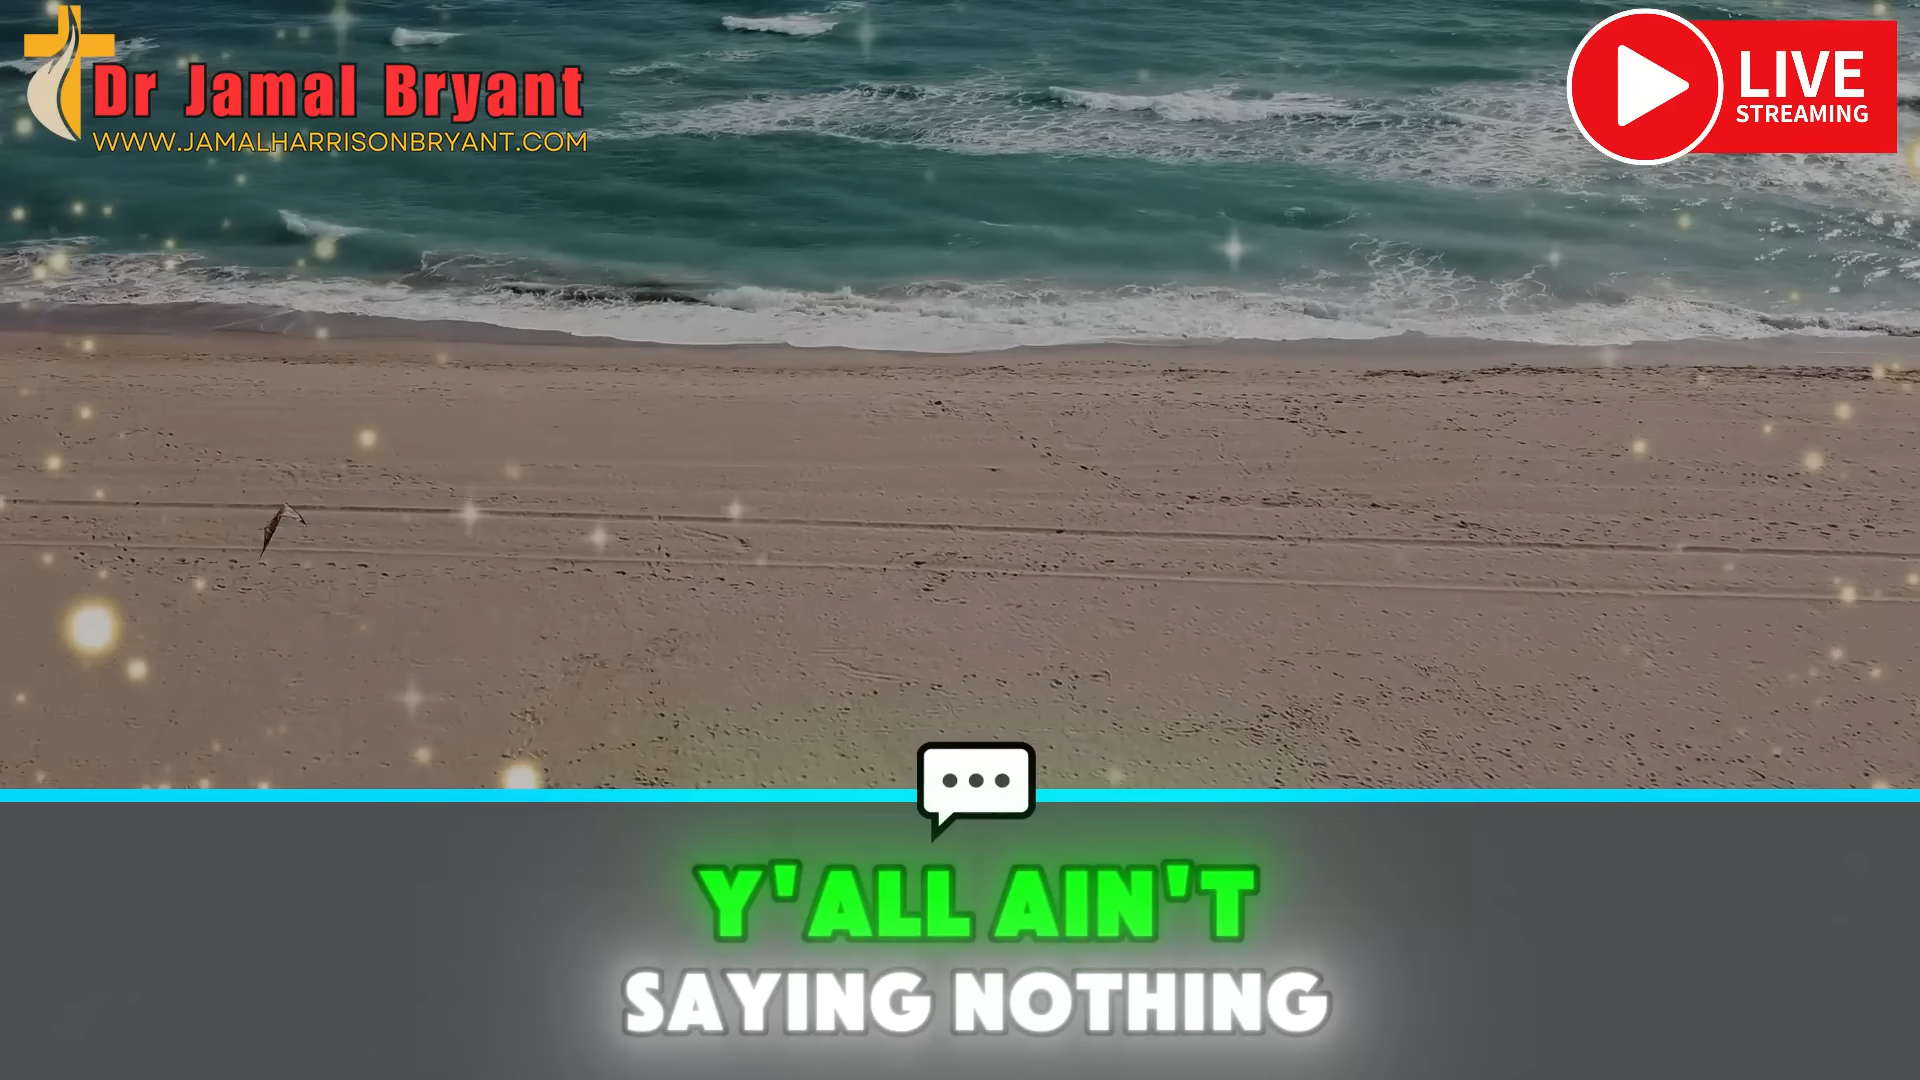 Dr Jamal Bryant
WWW.JAMALHARRISONBRYANT.COM
LIVE
STREAMING
Y'ALL AIN'T
SAYING NOTHING